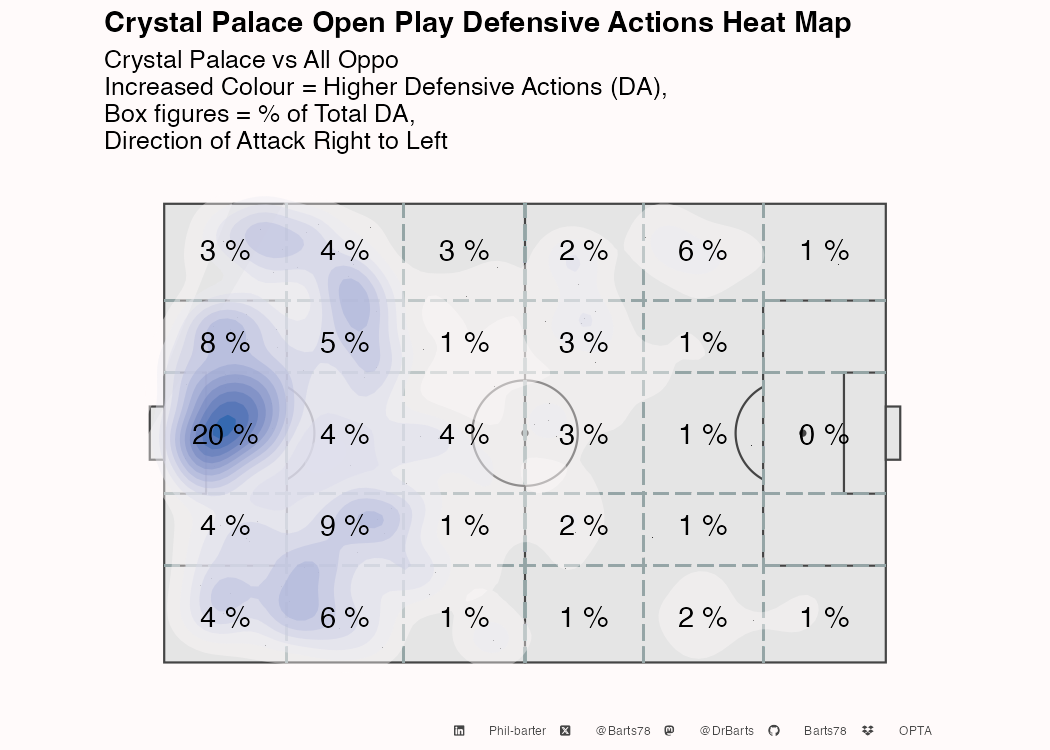 Crystal Palace Open Play Defensive Actions Heat Map
Crystal Palace vs All Oppo
Increased Colour = Higher Defensive Actions (DA),
Box figures = % of Total DA,
Direction of Attack Right to Left
3 % 4 % 3 % 2 % 6 % 1 %
8 % 5 % 1 % 3 % 1 %
20 % 4 % 4 % 3 % 1 % 0 %
4 % 9 % 1 % 2 % 1 %
4 % 6 % 1 % 1 % 2 % 1 %
Phil-barter @Barts78 @DrBarts Barts78 OPTA